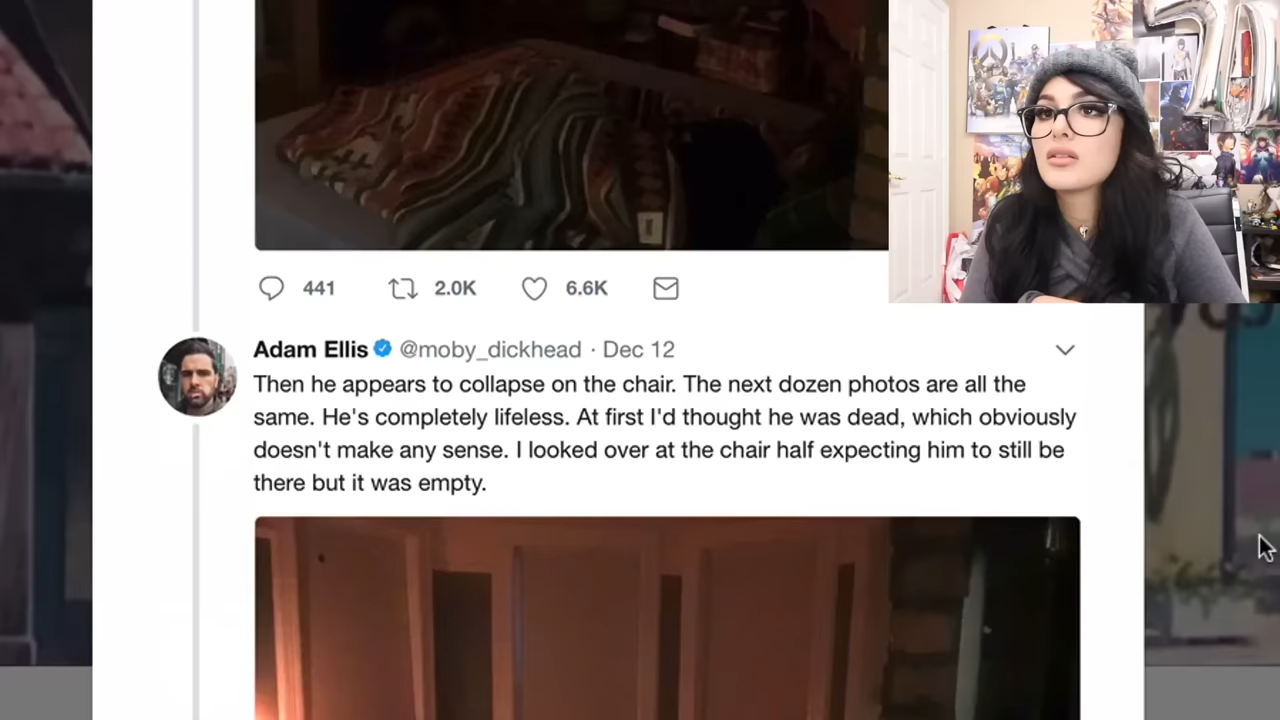 441 2.0K 6.6K
Adam Ellis @moby_dickhead · Dec 12
Then he appears to collapse on the chair. The next dozen photos are all the
same. He's completely lifeless. At first I'd thought he was dead, which obviously
doesn't make any sense. I looked over at the chair half expecting him to still be
there but it was empty.